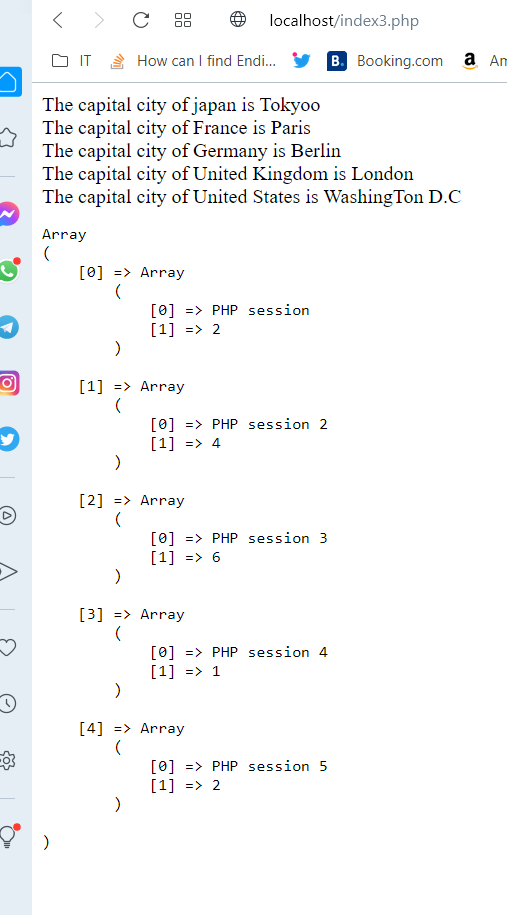 localhost/index3.php
IT
How can I find Endi...
B.
Booking.com
a
Am
The capital city of japan is Tokyoo
The capital city of France is Paris
The capital city of Germany is Berlin
The capital city of United Kingdom is London
The capital city of United States is WashingTon D.C
Array
(
[0] => Array
(
[0] => PHP session
[1] => 2
)
[1] => Array
(
[0] => PHP session 2
[1] => 4
)
[2] => Array
(
[0] => PHP session 3
[1] => 6
)
[3] => Array
(
[0] => PHP session 4
[1] => 1
)
[4] => Array
(
[0] => PHP session 5
[1] => 2
)
)